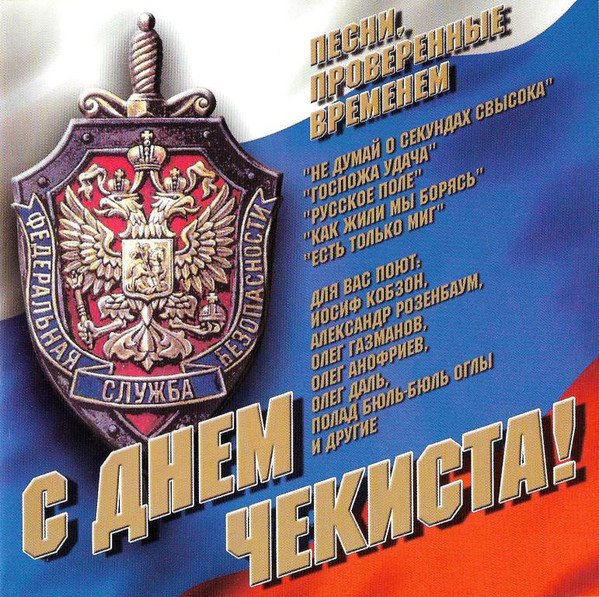 ПЕСНИ,
ПРОВЕРЕННЫЕ
ВРЕМЕНЕМ
"НЕ ДУМАЙ О СЕКУНДАХ СВЫСОКА"
"ГОСПОЖА УДАЧА"
"РУССКОЕ ПОЛЕ"
"КАК ЖИЛИ МЫ БОРЯСЬ"
"ЕСТЬ ТОЛЬКО МИГ"
ДЛЯ ВАС ПОЮТ:
ИОСИФ КОБЗОН,
АЛЕКСАНДР РОЗЕНБАУМ,
ОЛЕГ ГАЗМАНОВ,
ОЛЕГ АНОФРИЕВ,
ОЛЕГ ДАЛЬ,
ПОЛАД БЮЛЬ-БЮЛЬ ОГЛЫ
И ДРУГИЕ
ФЕДЕРАЛЬНАЯ
СЛУЖБА
БЕЗОПАСНОСТИ
С ДНЕМ
ЧЕКИСТА!